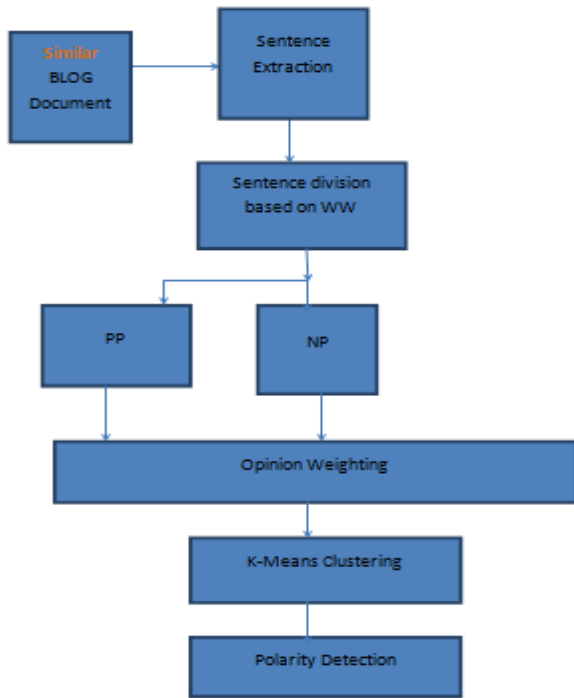 Similar
BLOG
Document
Sentence
Extraction
Sentence division
based on WW
PP
NP
Opinion Weighting
K-Means Clustering
Polarity Detection